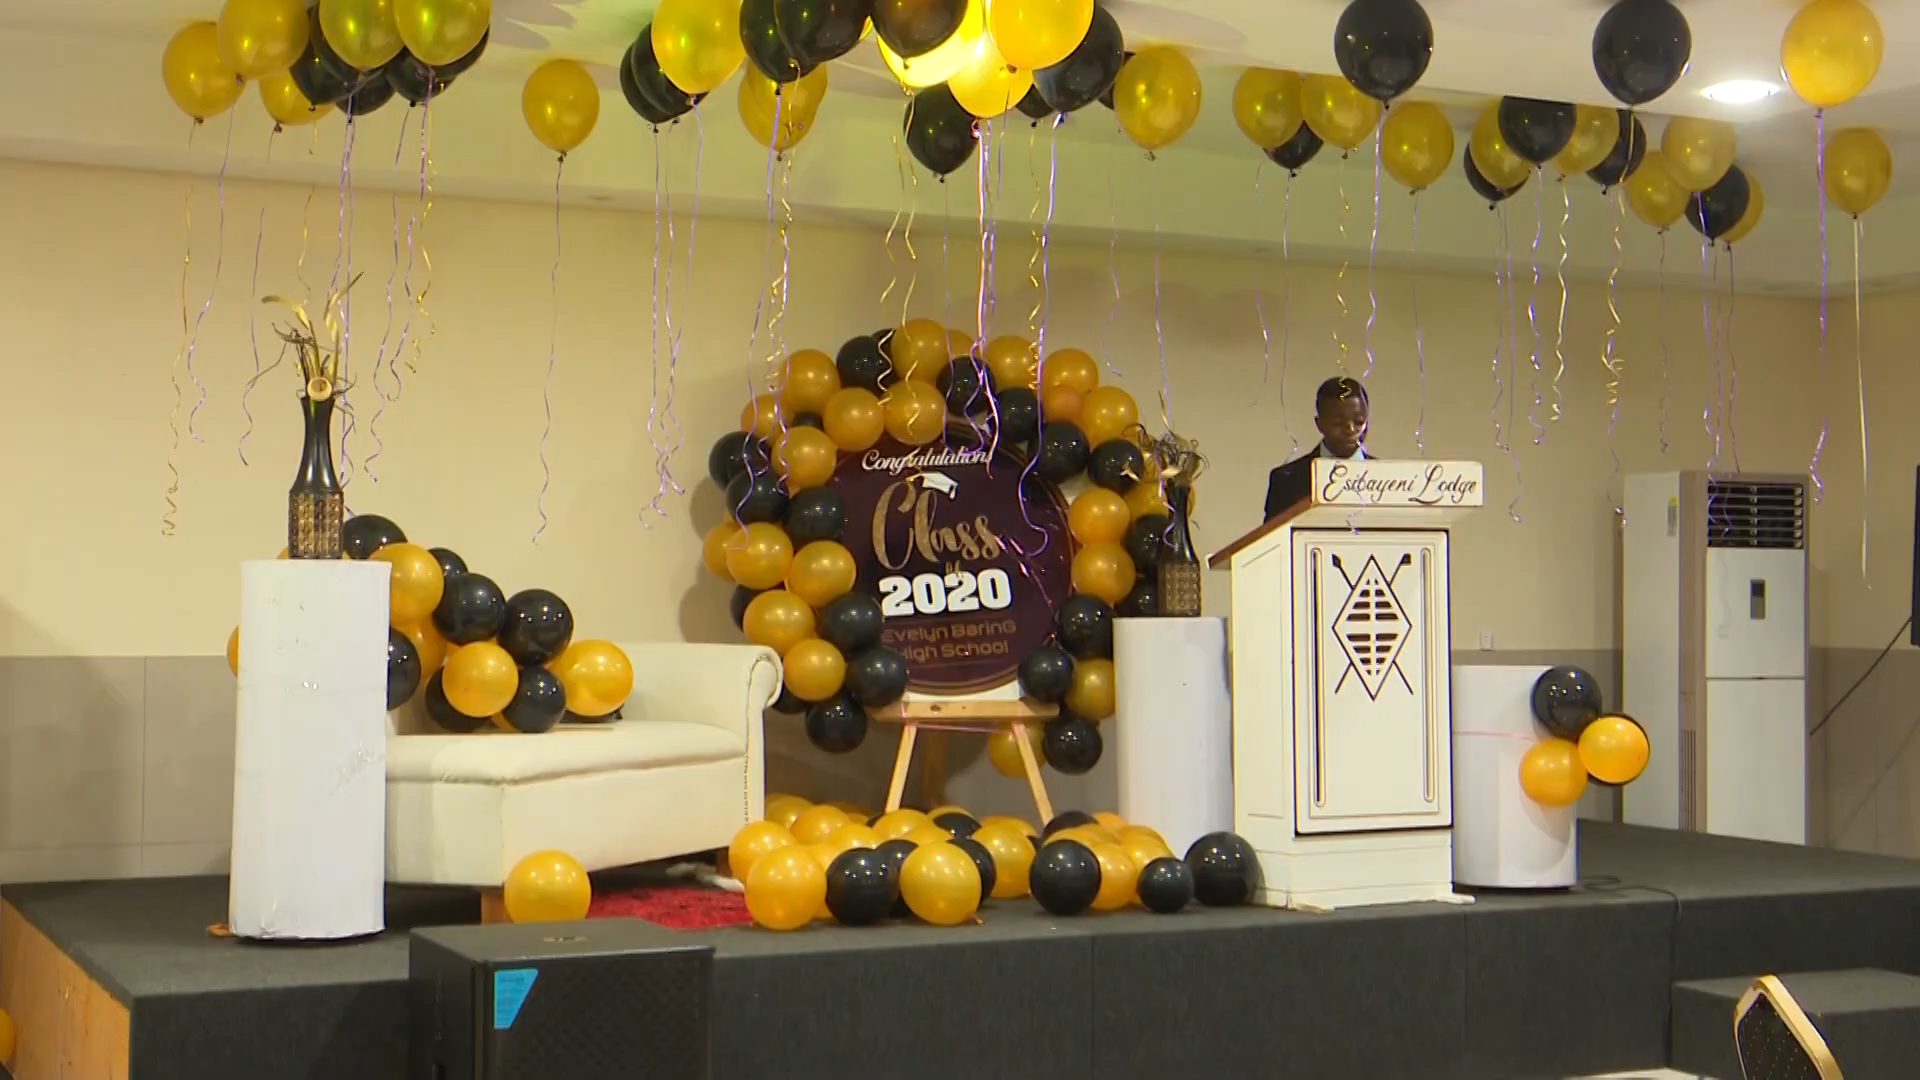 Congratulations
Class
of
2020
Evelyn Baring
High School
Esibayeni Lodge